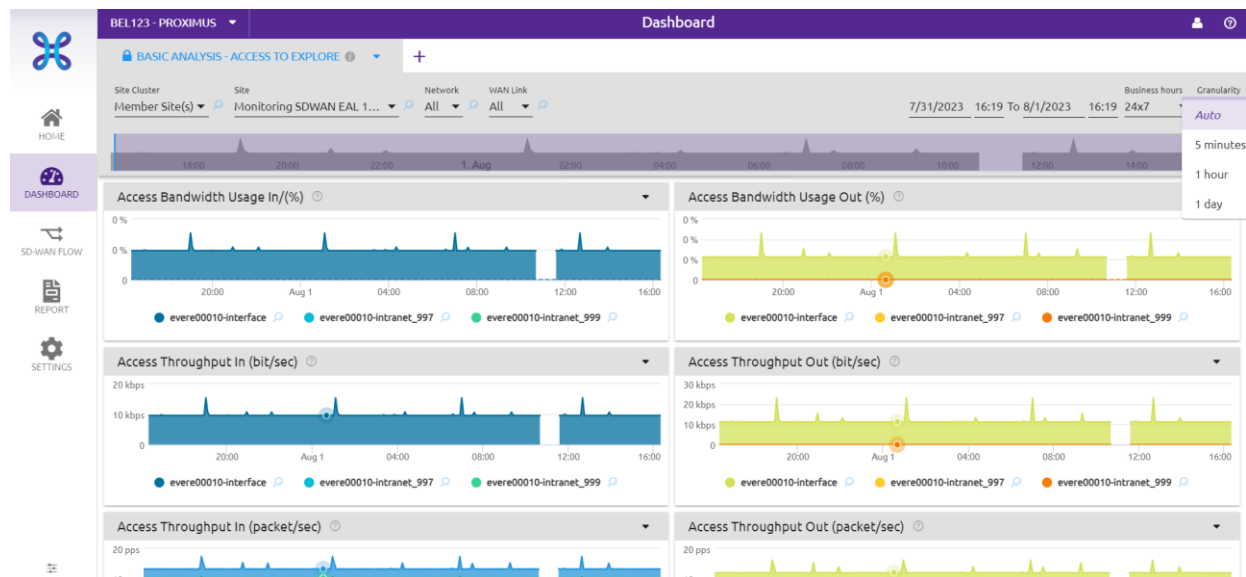 BEL123 - PROXIMUS
Dashboard
BASIC ANALYSIS - ACCESS TO EXPLORE
+
Site Cluster Site Network WAN Link Business hours Granularity
Member Site(s) Monitoring SDWAN EAL 1... All All 7/31/2023 16:19 To 8/1/2023 16:19 24x7
Auto
5 minutes
1 hour
1 day
18:00 20:00 22:00 1. Aug 02:00 04:00 06:00 08:00 10:00 12:00 14:00
HOME
DASHBOARD
SD-WAN FLOW
REPORT
SETTINGS
Access Bandwidth Usage In/(%)
0 %
0 %
0
20:00 Aug 1 04:00 08:00 12:00 16:00
evere00010-interface evere00010-intranet_997 evere00010-intranet_999
Access Bandwidth Usage Out (%)
0 %
0 %
0 %
0
20:00 Aug 1 04:00 08:00 12:00 16:00
evere00010-interface evere00010-intranet_997 evere00010-intranet_999
Access Throughput In (bit/sec)
20 kbps
10 kbps
0
20:00 Aug 1 04:00 08:00 12:00 16:00
evere00010-interface evere00010-intranet_997 evere00010-intranet_999
Access Throughput Out (bit/sec)
30 kbps
20 kbps
10 kbps
0
20:00 Aug 1 04:00 08:00 12:00 16:00
evere00010-interface evere00010-intranet_997 evere00010-intranet_999
Access Throughput In (packet/sec)
20 pps
Access Throughput Out (packet/sec)
20 pps